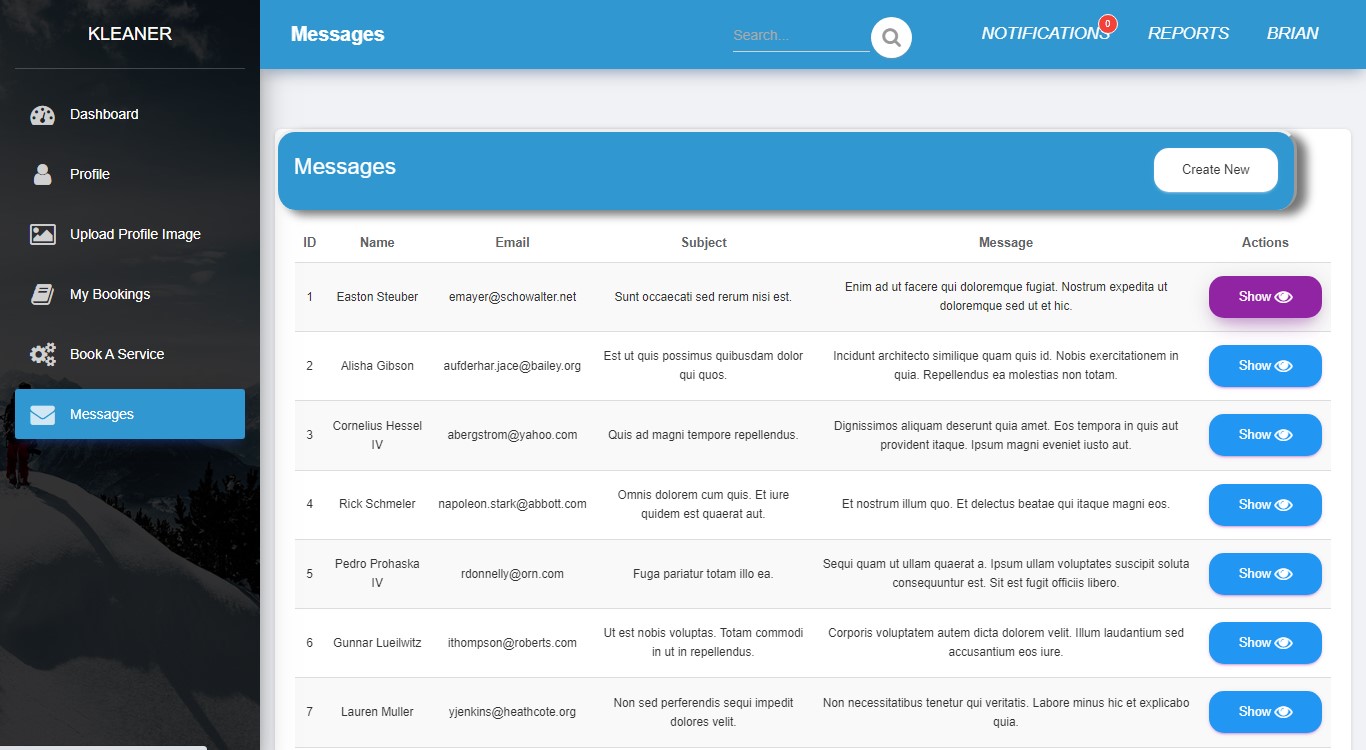 KLEANER
Messages
Search...
NOTIFICATIONS
0
REPORTS
BRIAN
Dashboard
Profile
Upload Profile Image
My Bookings
Book A Service
Messages
Messages
Create New
ID Name Email Subject Message Actions
1 Easton Steuber emayer@schowalter.net Sunt occaecati sed rerum nisi est. Enim ad ut facere qui doloremque fugiat. Nostrum expedita ut
doloremque sed ut et hic.
Show
2 Alisha Gibson aufderhar.jace@bailey.org Est ut quis possimus quibusdam dolor
qui quos.
Incidunt architecto similique quam quis id. Nobis exercitationem in
quia. Repellendus ea molestias non totam.
Show
3 Cornelius Hessel
IV
abergstrom@yahoo.com Quis ad magni tempore repellendus. Dignissimos aliquam deserunt quia amet. Eos tempora in quis aut
provident itaque. Ipsum magni eveniet iusto aut.
Show
4 Rick Schmeler napoleon.stark@abbott.com Omnis dolorem cum quis. Et iure
quidem est quaerat aut.
Et nostrum illum quo. Et delectus beatae qui itaque magni eos.
Show
5 Pedro Prohaska
IV
rdonnelly@orn.com Fuga pariatur totam illo ea. Sequi quam ut ullam quaerat a. Ipsum ullam voluptates suscipit soluta
consequuntur est. Sit est fugit officiis libero.
Show
6 Gunnar Lueilwitz ithompson@roberts.com Ut est nobis voluptas. Totam commodi
in ut in repellendus.
Corporis voluptatem autem dicta dolorem velit. Illum laudantium sed
accusantium eos iure.
Show
7 Lauren Muller yjenkins@heathcote.org Non sed perferendis sequi impedit
dolores velit.
Non necessitatibus tenetur qui veritatis. Labore minus hic et explicabo
quia.
Show